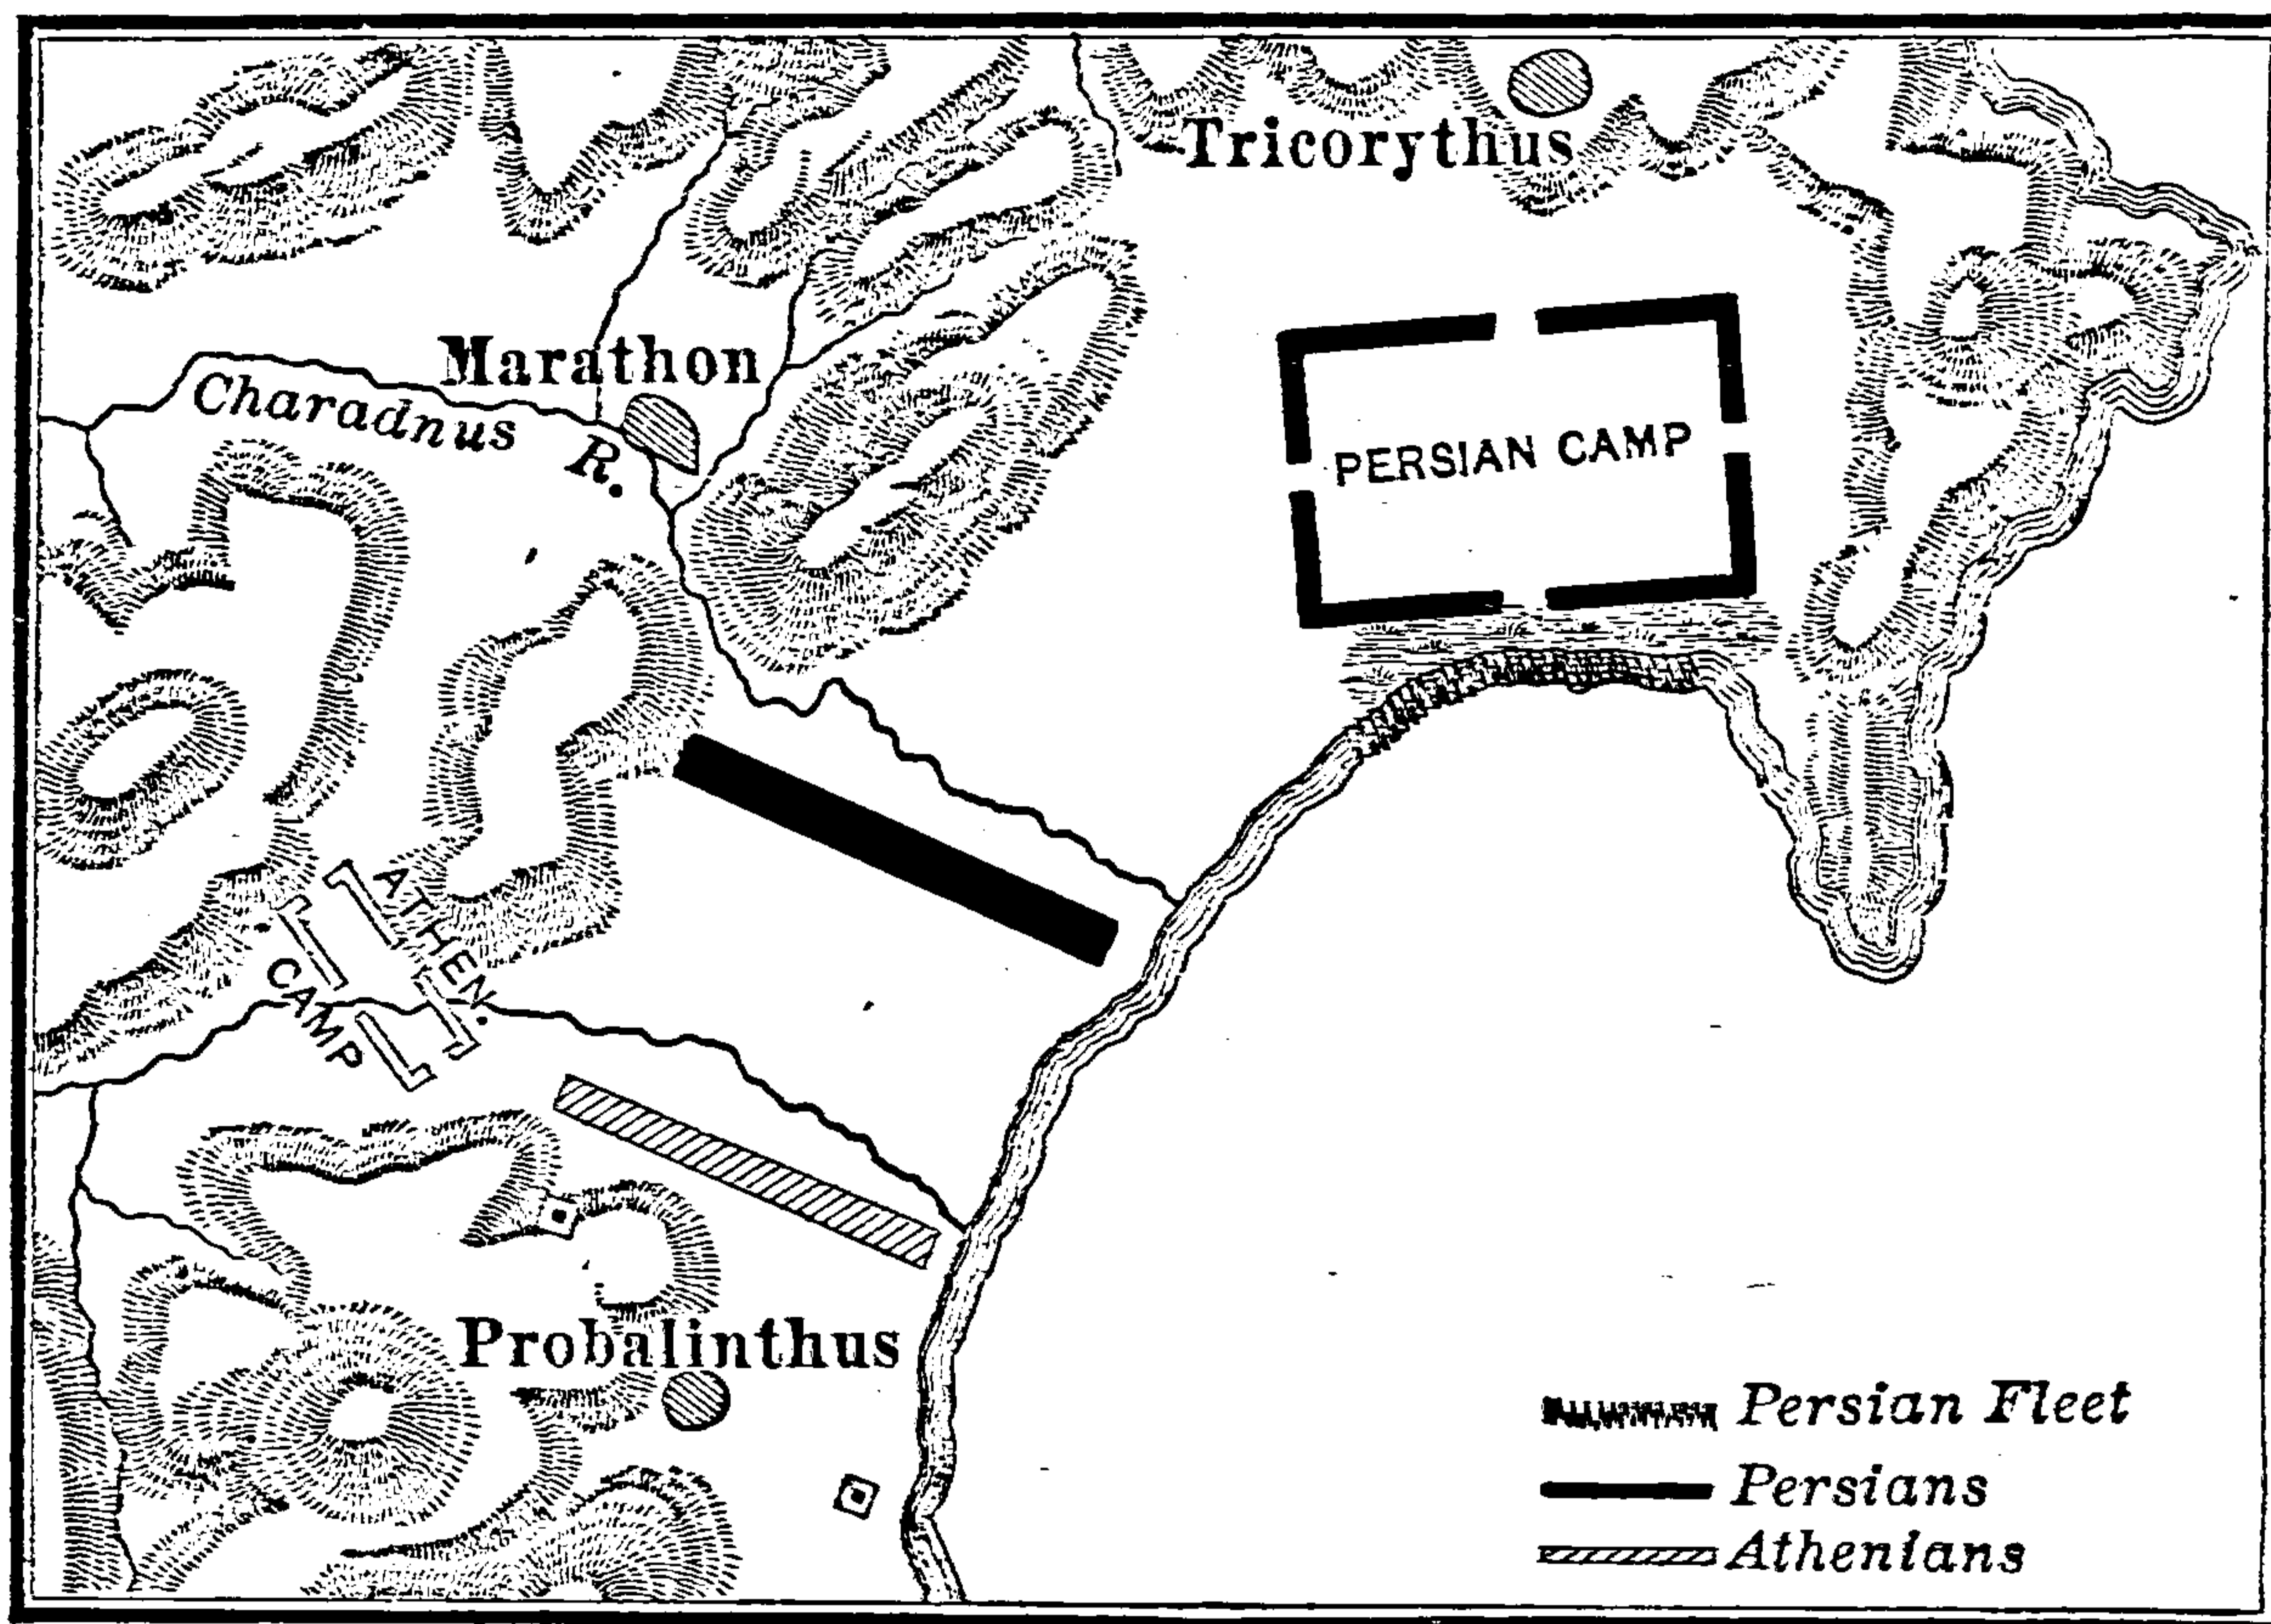 Tricorythus
Marathon
Charadnus R.
PERSIAN CAMP
ATHEN.
CAMP
Probalinthus
Persian Fleet
Persians
Athenians